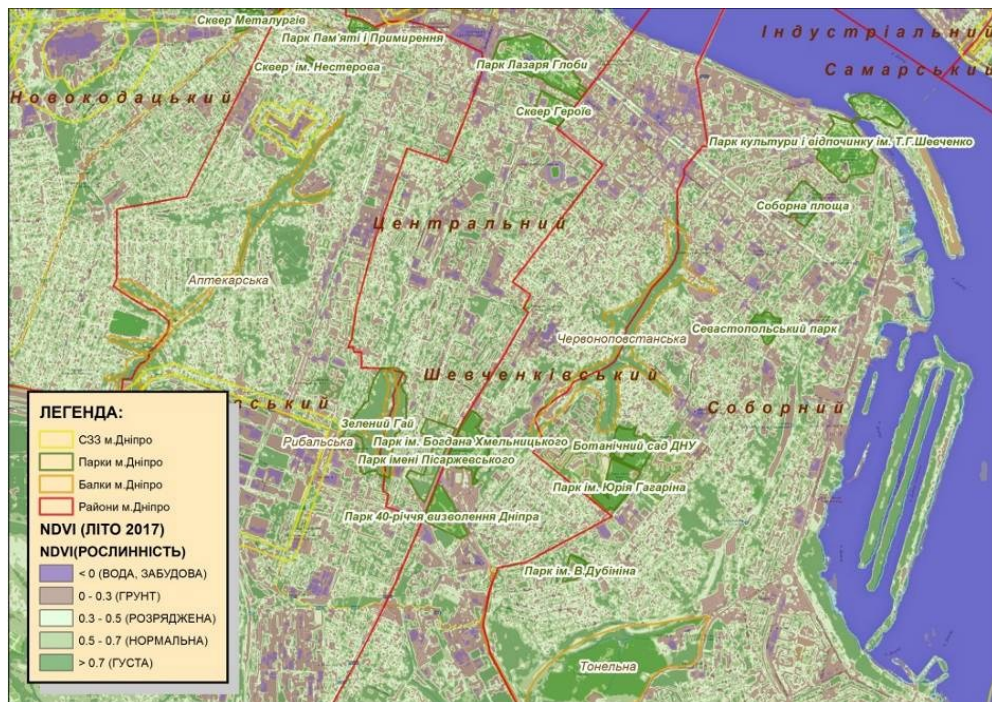 Сквер Металургів
Парк Пам'яті і Примирення
Індустріальний
Сквер ім. Нестерова
Парк Лазаря Глоби
Самарський
Новокодацький
Сквер Героїв
Парк культури і відпочинку ім. Т.Г.Шевченко
Соборна площа
Центральний
Аптекарська
Червоноповстанська
Севастопольський парк
Шевченківський
ський
Соборний
Зелений Гай
Рибальська
Парк ім. Богдана Хмельницького
Ботанічний сад ДНУ
Парк імені Пісаржевського
Парк ім. Юрія Гагаріна
Парк 40-річчя визволення Дніпра
Парк ім. В.Дубініна
Тонельна
ЛЕГЕНДА:
СЗЗ м.Дніпро
Парки м.Дніпро
Балки м.Дніпро
Райони м.Дніпро
NDVI (ЛІТО 2017)
NDVI(РОСЛИННІСТЬ)
< 0 (ВОДА, ЗАБУДОВА)
0 - 0.3 (ГРУНТ)
0.3 - 0.5 (РОЗРЯДЖЕНА)
0.5 - 0.7 (НОРМАЛЬНА)
> 0.7 (ГУСТА)